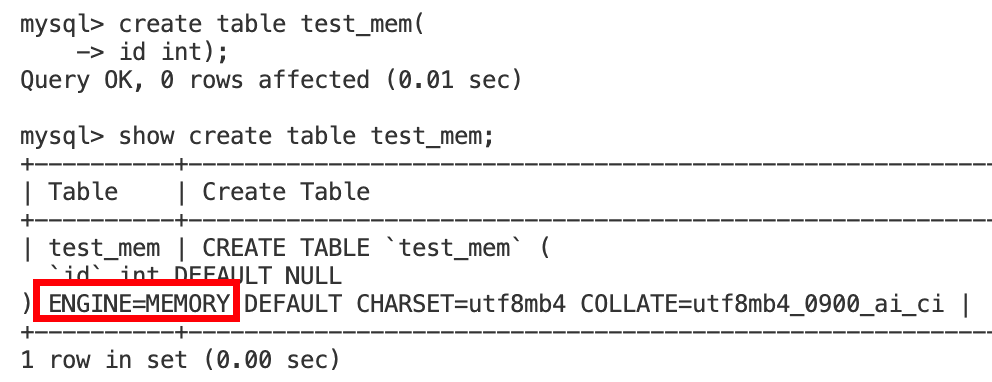 mysql> create table test_mem(
    -> id int);
Query OK, 0 rows affected (0.01 sec)
mysql> show create table test_mem;
+----------+---------------------------------------------------------
| Table    | Create Table
+----------+---------------------------------------------------------
| test_mem | CREATE TABLE `test_mem` (
  `id` int DEFAULT NULL
) ENGINE=MEMORY DEFAULT CHARSET=utf8mb4 COLLATE=utf8mb4_0900_ai_ci |
+----------+---------------------------------------------------------
1 row in set (0.00 sec)